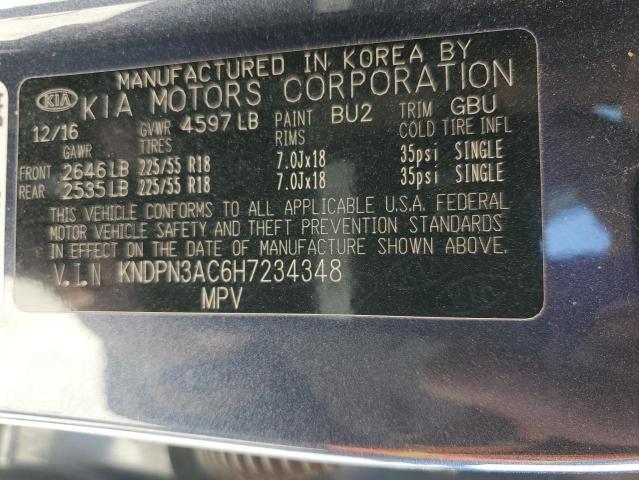 MANUFACTURED IN KOREA BY
KIA KIA MOTORS CORPORATION
12/16 GVWR 4597 LB PAINT BU2 TRIM GBU
GAWR TIRES RIMS COLD TIRE INFL
FRONT 2646 LB 225/55 R18 7.0Jx18 35psi SINGLE
REAR 2535 LB 225/55 R18 7.0Jx18 35psi SINGLE
THIS VEHICLE CONFORMS TO ALL APPLICABLE U.S.A. FEDERAL
MOTOR VEHICLE SAFETY AND THEFT PREVENTION STANDARDS
IN EFFECT ON THE DATE OF MANUFACTURE SHOWN ABOVE.
V.I.N KNDPN3AC6H7234348
MPV